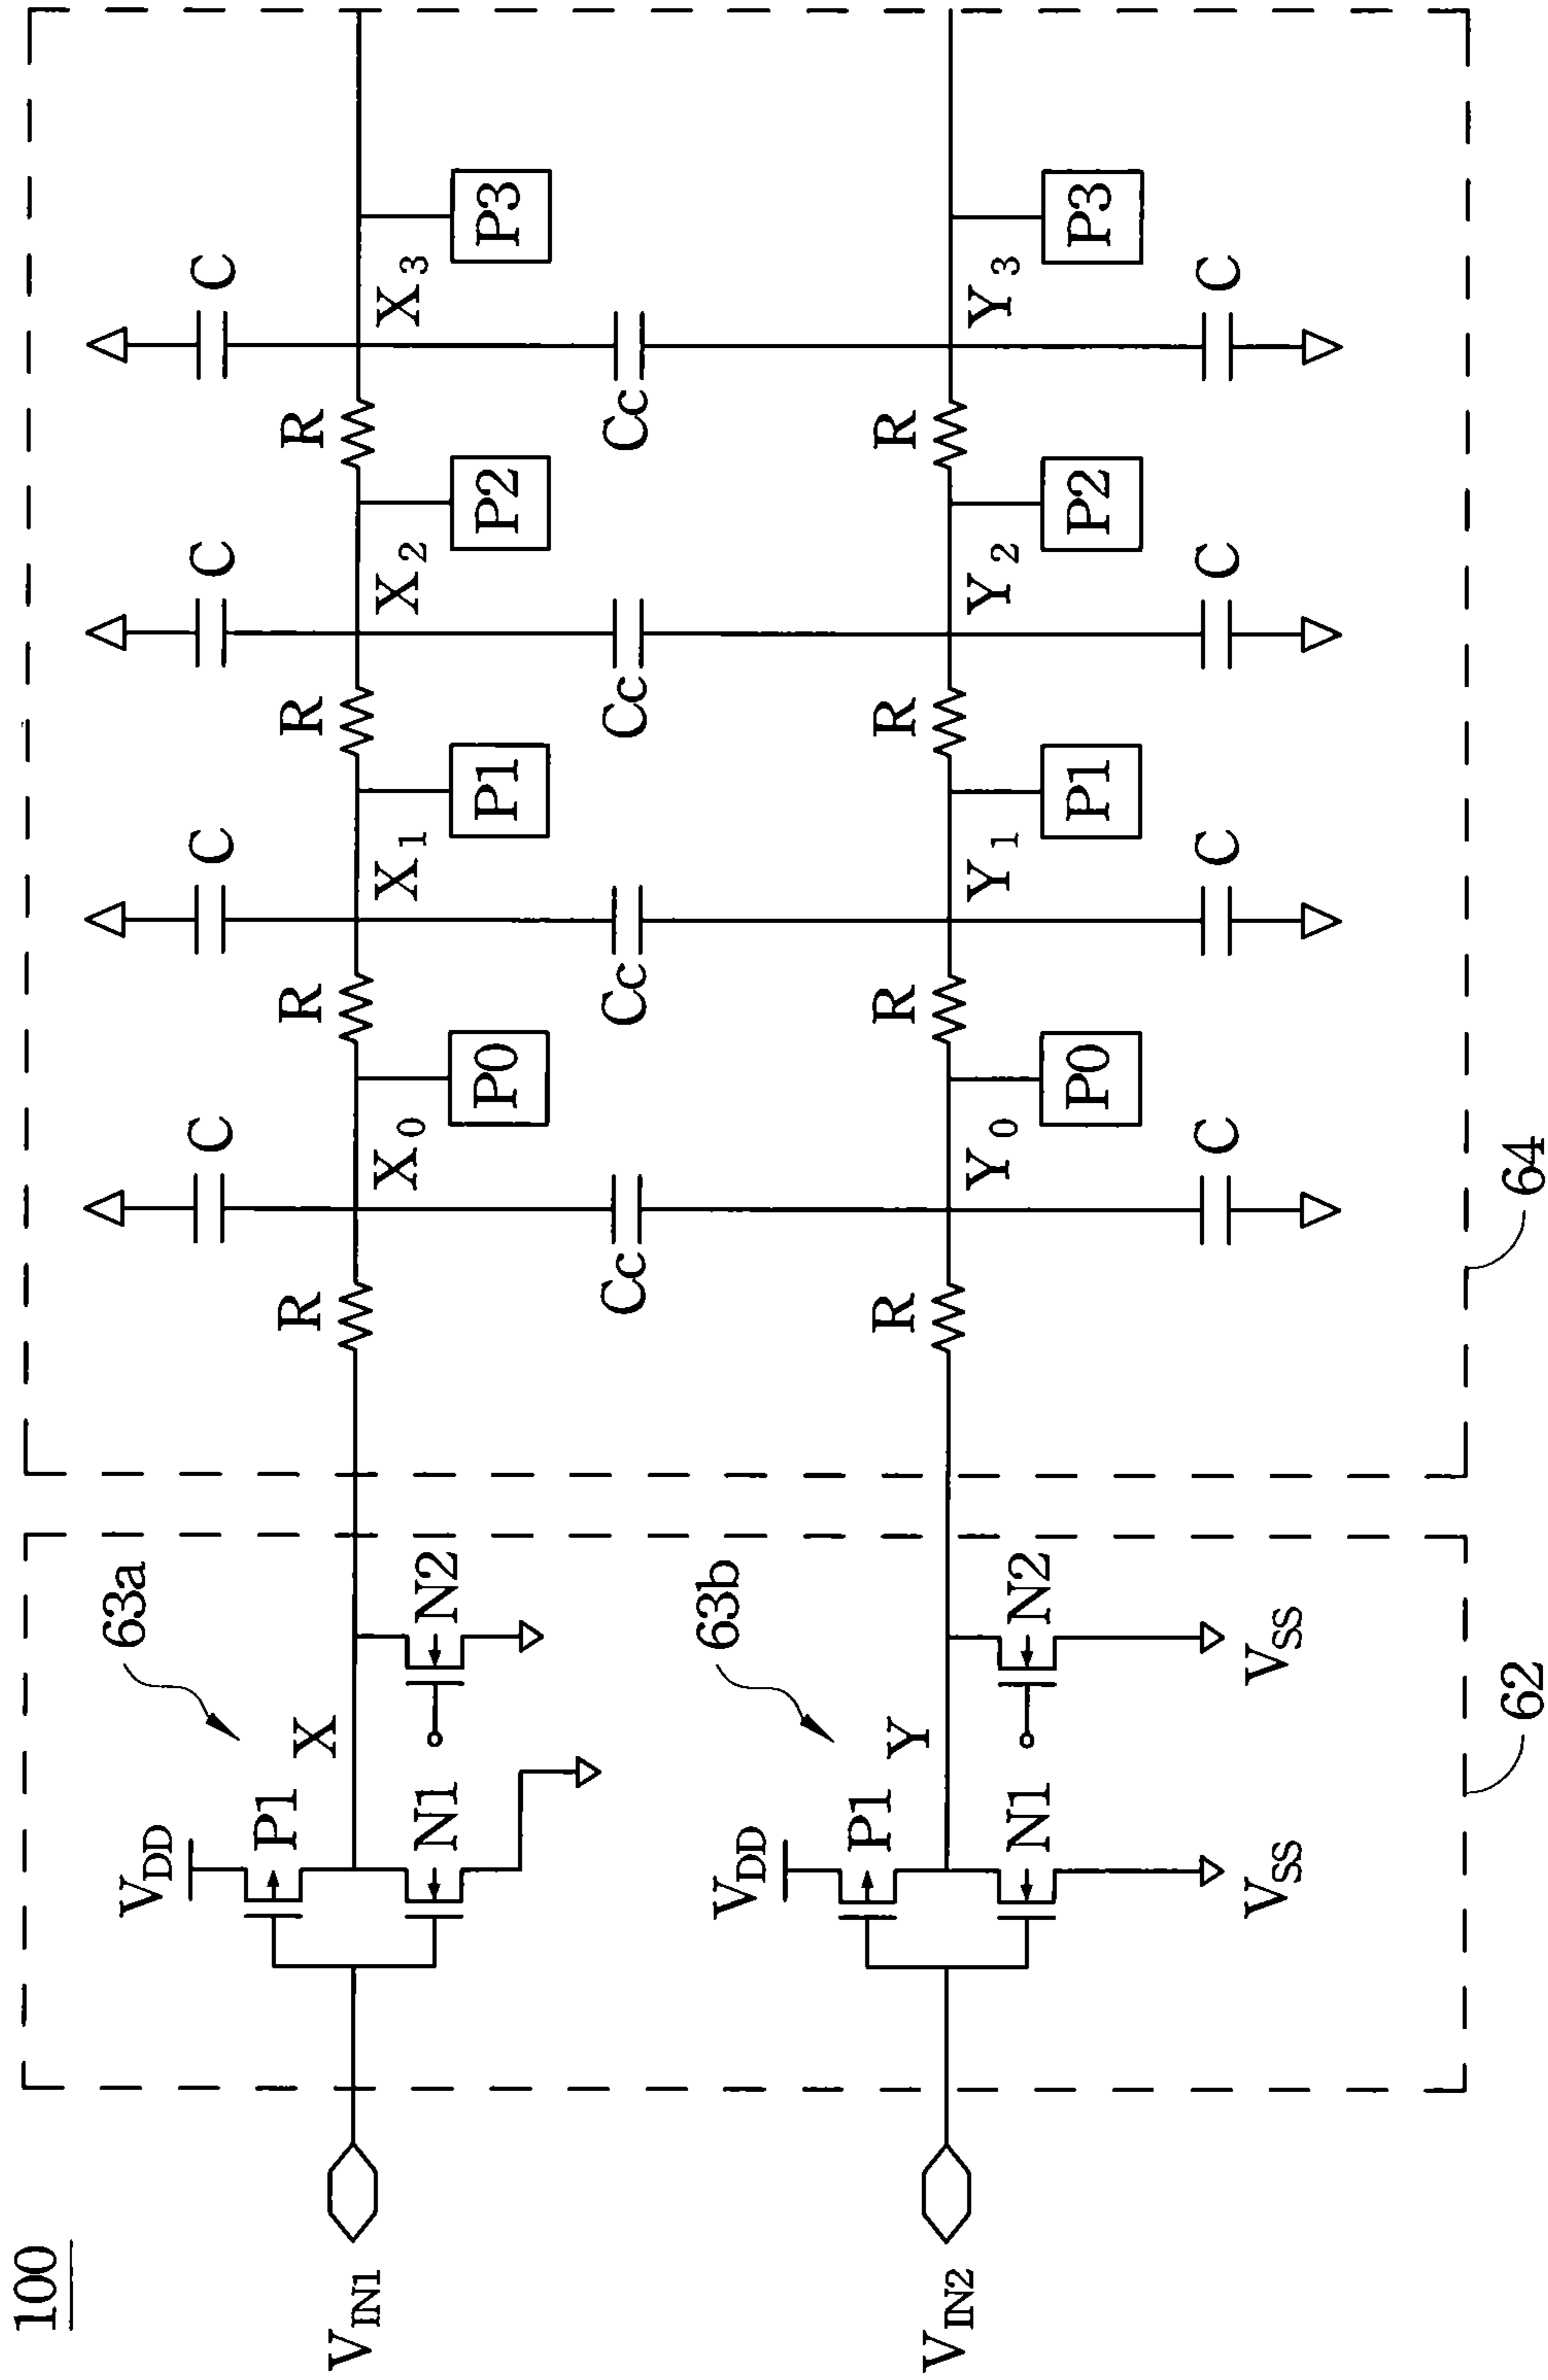 100
C C C C
R R R R
X0 X1 X2 X3
P0 P1 P2 P3
Cc Cc Cc Cc
63a
VDD
P1
X
N1
N2
VIN1
R R R R
Y0 Y1 Y2 Y3
P0 P1 P2 P3
C C C C
63b
VDD
P1
Y
N1
N2
VIN2
VSS VSS
62 64